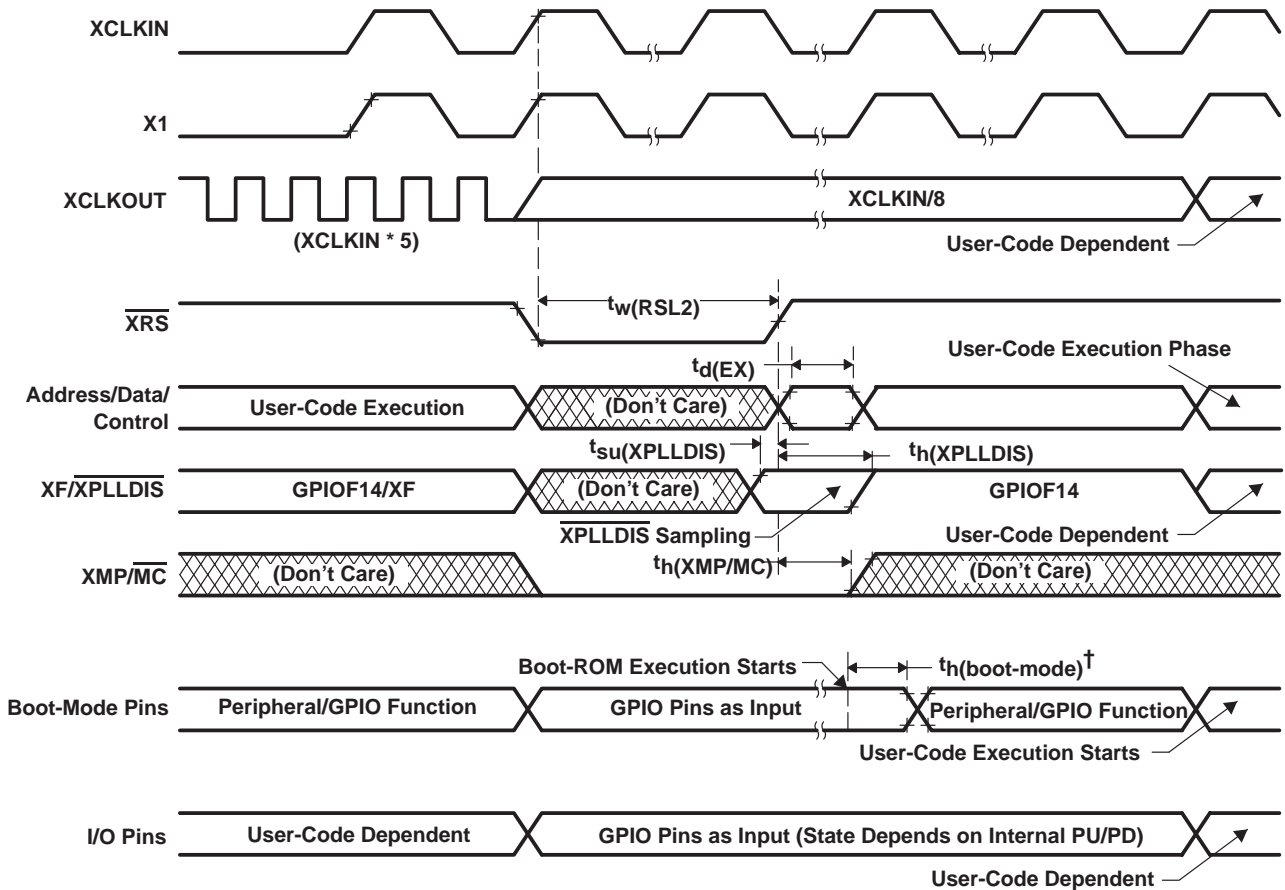 XCLKIN
X1
XCLKOUT
XCLKIN/8
(XCLKIN * 5)
User-Code Dependent
tw(RSL2)
XRS
User-Code Execution Phase
td(EX)
Address/Data/
Control
User-Code Execution
(Don't Care)
tsu(XPLLDIS)
th(XPLLDIS)
XF/XPLLDIS
GPIOF14/XF
(Don't Care)
GPIOF14
XPLLDIS Sampling
User-Code Dependent
XMP/MC
(Don't Care)
th(XMP/MC)
(Don't Care)
Boot-ROM Execution Starts
th(boot-mode)†
Boot-Mode Pins
Peripheral/GPIO Function
GPIO Pins as Input
Peripheral/GPIO Function
User-Code Execution Starts
I/O Pins
User-Code Dependent
GPIO Pins as Input (State Depends on Internal PU/PD)
User-Code Dependent